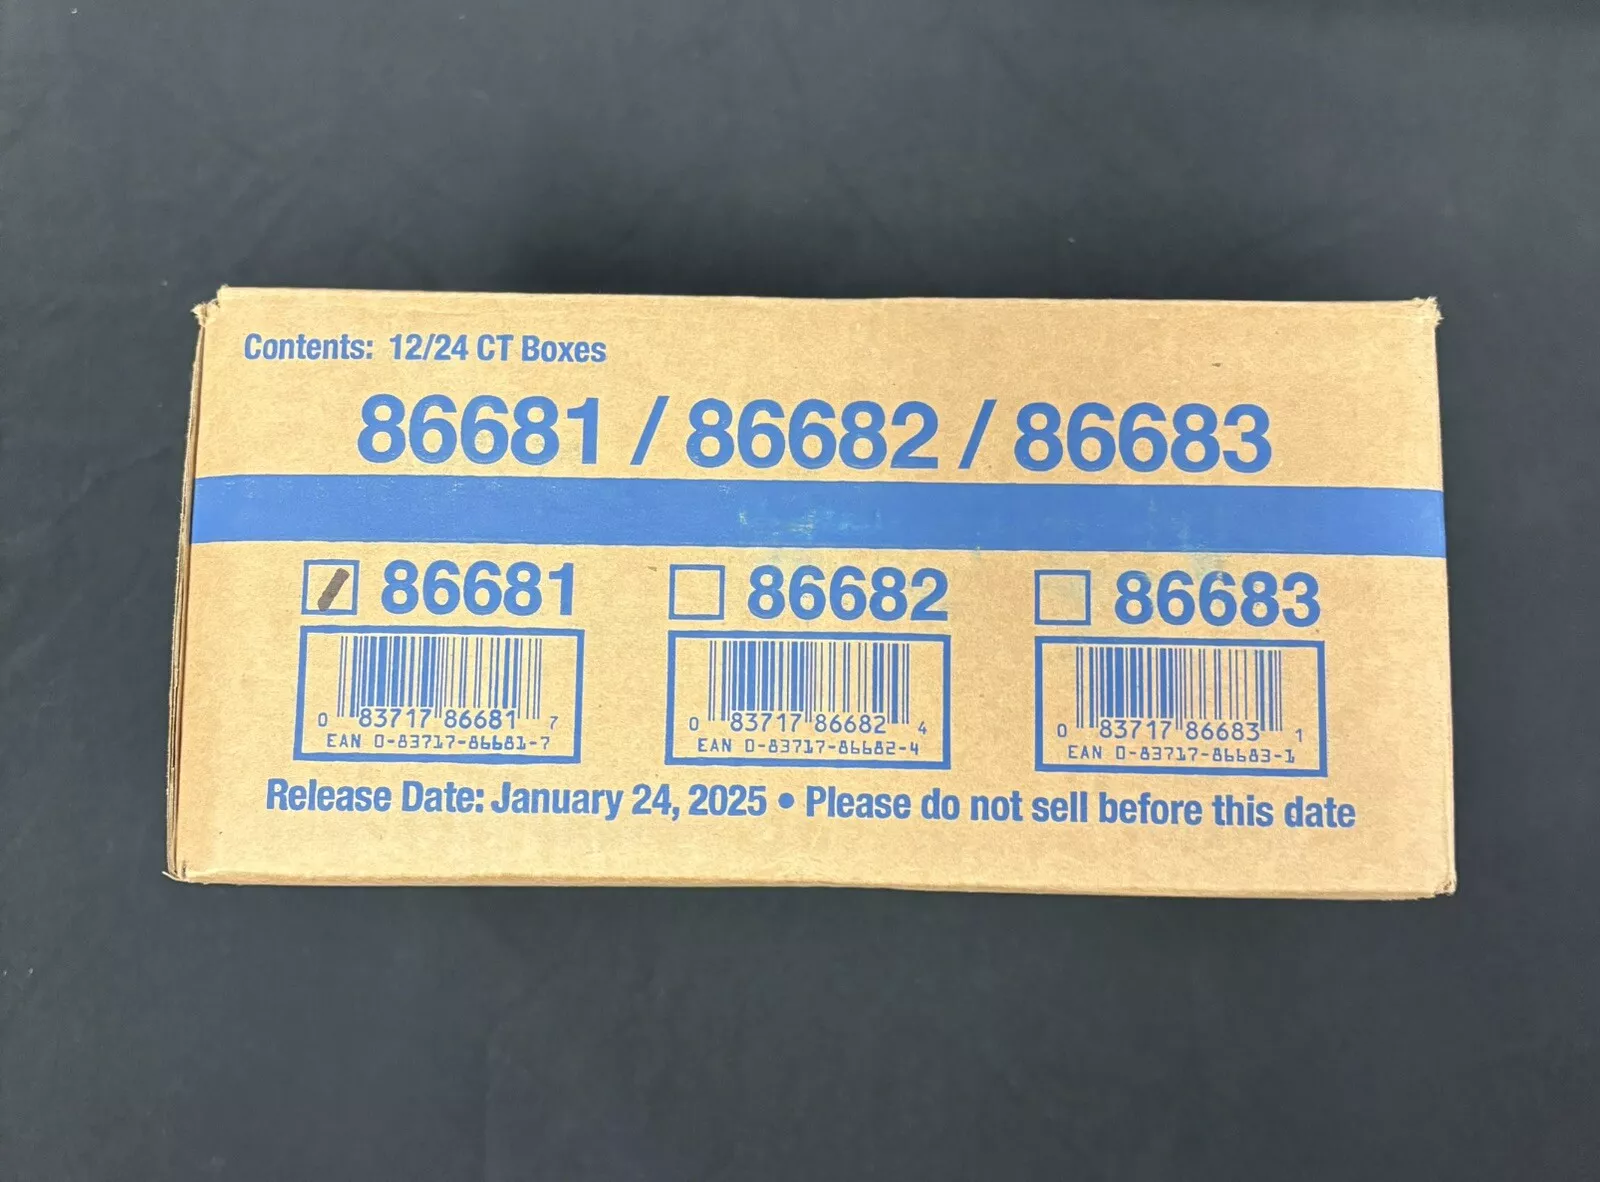 Contents: 12/24 CT Boxes
86681 / 86682 / 86683
86681 86682 86683
0 83717 86681 7 0 83717 86682 4 0 83717 86683 1
EAN 0-83717-86681-7 EAN 0-83717-86682-4 EAN 0-83717-86683-1
Release Date: January 24, 2025 • Please do not sell before this date